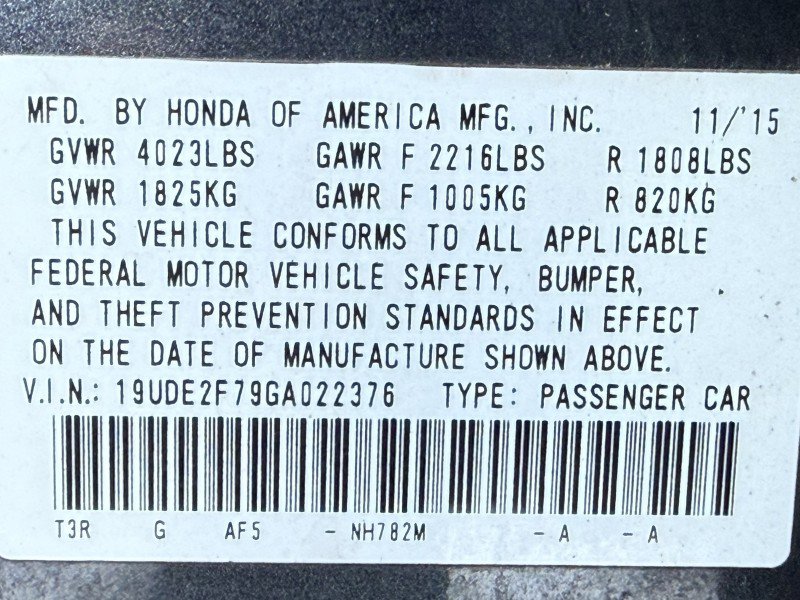 MFD. BY HONDA OF AMERICA MFG., INC. 11/'15
GVWR 4023LBS GAWR F 2216LBS R 1808LBS
GVWR 1825KG GAWR F 1005KG R 820KG
THIS VEHICLE CONFORMS TO ALL APPLICABLE
FEDERAL MOTOR VEHICLE SAFETY, BUMPER,
AND THEFT PREVENTION STANDARDS IN EFFECT
ON THE DATE OF MANUFACTURE SHOWN ABOVE.
V.I.N.: 19UDE2F79GA022376 TYPE: PASSENGER CAR
T3R G AF5 - NH782M - A - A